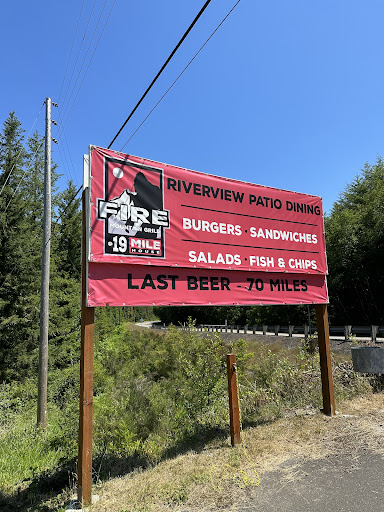 RIVERVIEW PATIO DINING
FIRE
MOUNTAIN GRILL
BURGERS · SANDWICHES
·19 MILE
HOUSE
SALADS · FISH & CHIPS
LAST BEER - 70 MILES